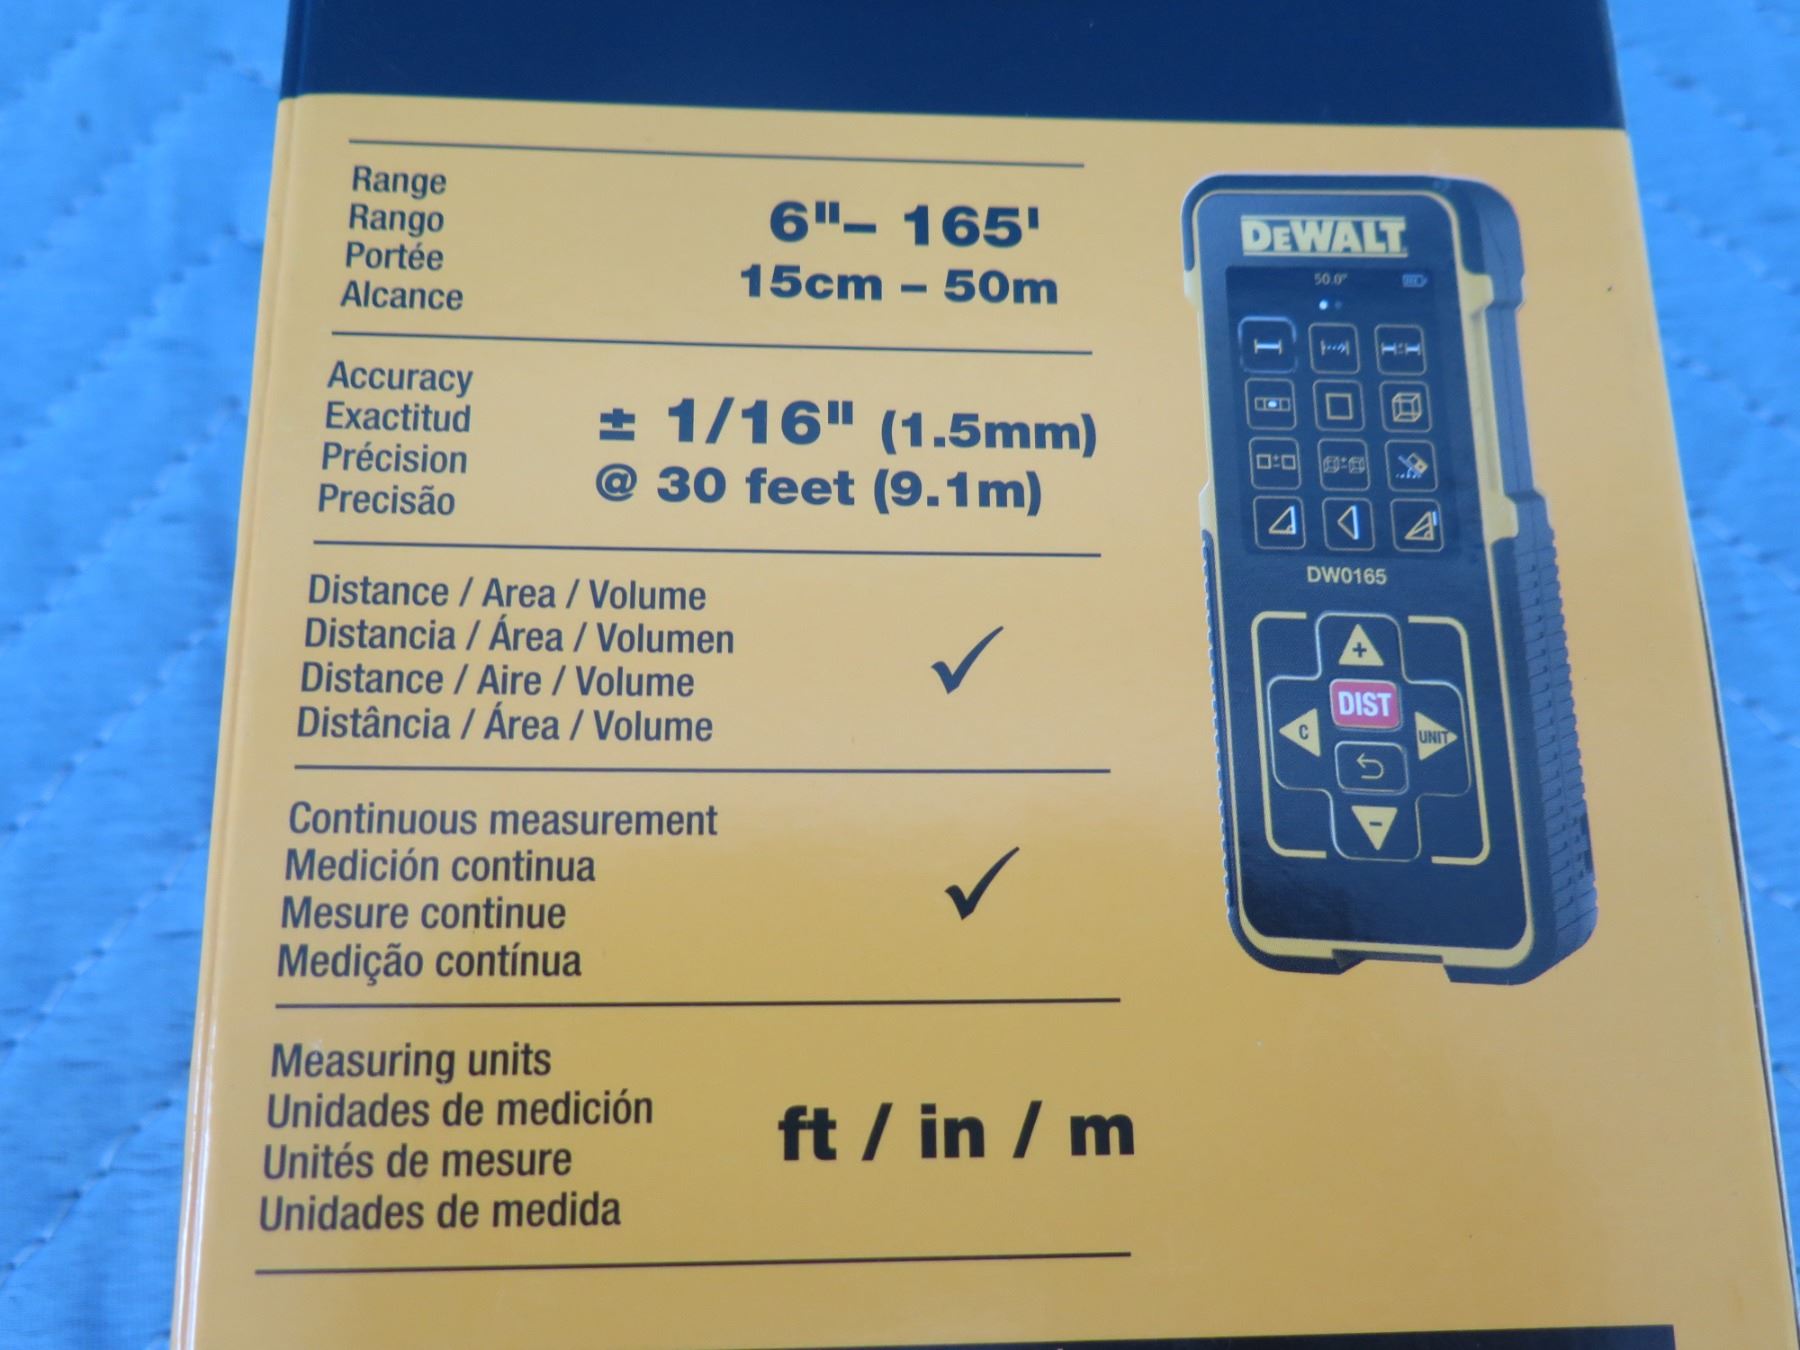 Range
Rango
Portée
Alcance
6"– 165'
15cm – 50m
Accuracy
Exactitud
Précision
Precisão
± 1/16" (1.5mm)
@ 30 feet (9.1m)
Distance / Area / Volume
Distancia / Área / Volumen
Distance / Aire / Volume
Distância / Área / Volume
Continuous measurement
Medición continua
Mesure continue
Medição contínua
Measuring units
Unidades de medición
Unités de mesure
Unidades de medida
ft / in / m
DEWALT
50.0"
DW0165
+
DIST
C
UNIT
-